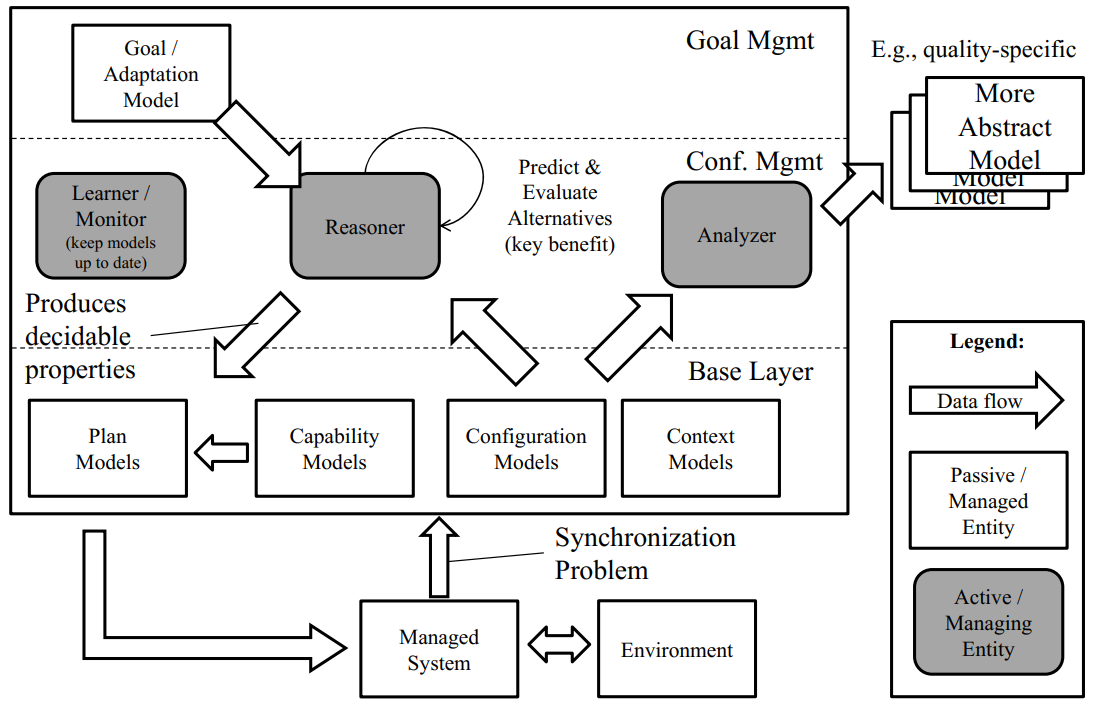 Goal Mgmt
Goal /
Adaptation
Model
E.g., quality-specific
More
Abstract
Model
Model
Model
Conf. Mgmt
Learner /
Monitor
(keep models
up to date)
Reasoner
Predict &
Evaluate
Alternatives
(key benefit)
Analyzer
Produces
decidable
properties
Base Layer
Plan
Models
Capability
Models
Configuration
Models
Context
Models
Synchronization
Problem
Managed
System
Environment
Legend:
Data flow
Passive /
Managed
Entity
Active /
Managing
Entity